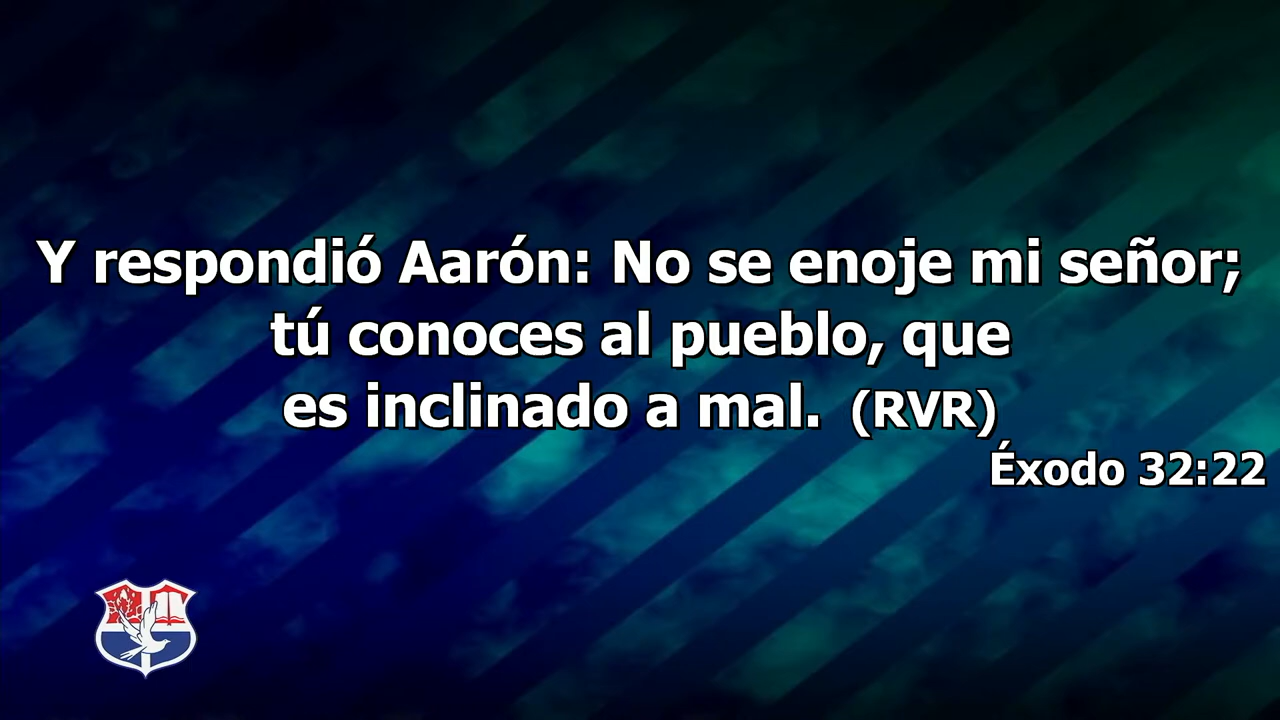 Y respondió Aarón: No se enoje mi señor;
tú conoces al pueblo, que
es inclinado a mal. (RVR)
Éxodo 32:22